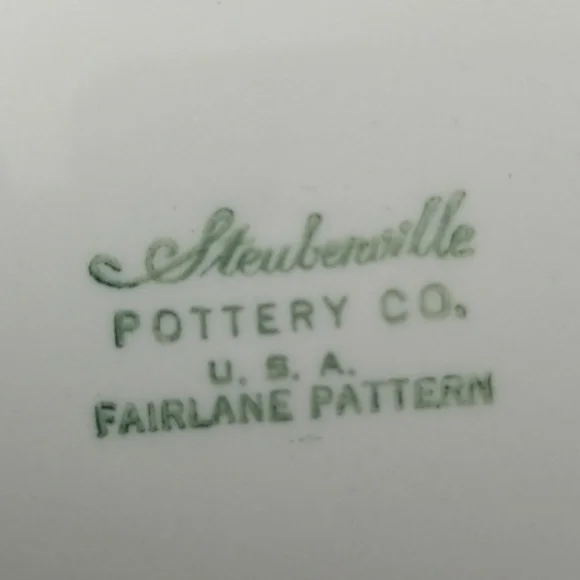 Steubenville
POTTERY CO.
U. S. A.
FAIRLANE PATTERN